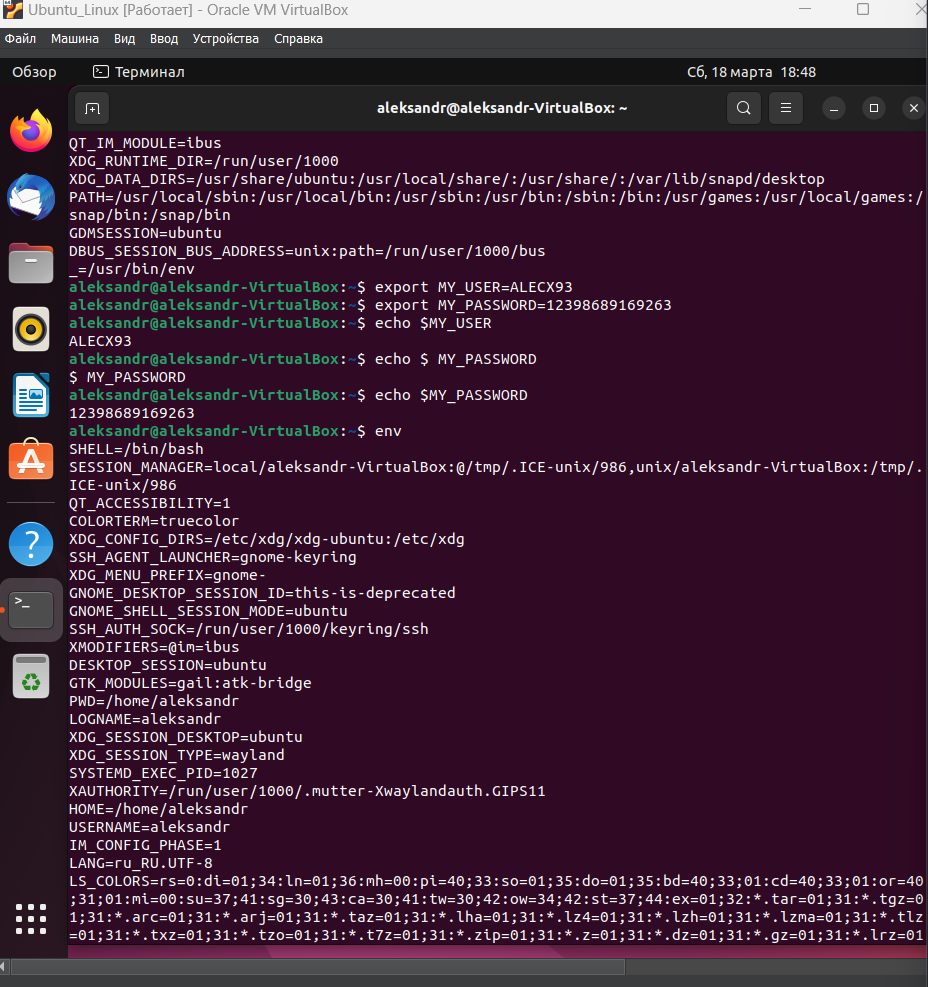 Ubuntu_Linux [Работает] - Oracle VM VirtualBox
Файл Машина Вид Ввод Устройства Справка
Обзор Терминал Сб, 18 марта 18:48
aleksandr@aleksandr-VirtualBox: ~
QT_IM_MODULE=ibus
XDG_RUNTIME_DIR=/run/user/1000
XDG_DATA_DIRS=/usr/share/ubuntu:/usr/local/share/:/usr/share/:/var/lib/snapd/desktop
PATH=/usr/local/sbin:/usr/local/bin:/usr/sbin:/usr/bin:/sbin:/bin:/usr/games:/usr/local/games:/
snap/bin:/snap/bin
GDMSESSION=ubuntu
DBUS_SESSION_BUS_ADDRESS=unix:path=/run/user/1000/bus
_=/usr/bin/env
aleksandr@aleksandr-VirtualBox:~$ export MY_USER=ALECX93
aleksandr@aleksandr-VirtualBox:~$ export MY_PASSWORD=12398689169263
aleksandr@aleksandr-VirtualBox:~$ echo $MY_USER
ALECX93
aleksandr@aleksandr-VirtualBox:~$ echo $ MY_PASSWORD
$ MY_PASSWORD
aleksandr@aleksandr-VirtualBox:~$ echo $MY_PASSWORD
12398689169263
aleksandr@aleksandr-VirtualBox:~$ env
SHELL=/bin/bash
SESSION_MANAGER=local/aleksandr-VirtualBox:@/tmp/.ICE-unix/986,unix/aleksandr-VirtualBox:/tmp/.
ICE-unix/986
QT_ACCESSIBILITY=1
COLORTERM=truecolor
XDG_CONFIG_DIRS=/etc/xdg/xdg-ubuntu:/etc/xdg
SSH_AGENT_LAUNCHER=gnome-keyring
XDG_MENU_PREFIX=gnome-
GNOME_DESKTOP_SESSION_ID=this-is-deprecated
GNOME_SHELL_SESSION_MODE=ubuntu
SSH_AUTH_SOCK=/run/user/1000/keyring/ssh
XMODIFIERS=@im=ibus
DESKTOP_SESSION=ubuntu
GTK_MODULES=gail:atk-bridge
PWD=/home/aleksandr
LOGNAME=aleksandr
XDG_SESSION_DESKTOP=ubuntu
XDG_SESSION_TYPE=wayland
SYSTEMD_EXEC_PID=1027
XAUTHORITY=/run/user/1000/.mutter-Xwaylandauth.GIPS11
HOME=/home/aleksandr
USERNAME=aleksandr
IM_CONFIG_PHASE=1
LANG=ru_RU.UTF-8
LS_COLORS=rs=0:di=01;34:ln=01;36:mh=00:pi=40;33:so=01;35:do=01;35:bd=40;33;01:cd=40;33;01:or=40
;31;01:mi=00:su=37;41:sg=30;43:ca=30;41:tw=30;42:ow=34;42:st=37;44:ex=01;32:*.tar=01;31:*.tgz=0
1;31:*.arc=01;31:*.arj=01;31:*.taz=01;31:*.lha=01;31:*.lz4=01;31:*.lzh=01;31:*.lzma=01;31:*.tlz
=01;31:*.txz=01;31:*.tzo=01;31:*.t7z=01;31:*.zip=01;31:*.z=01;31:*.dz=01;31:*.gz=01;31:*.lrz=01